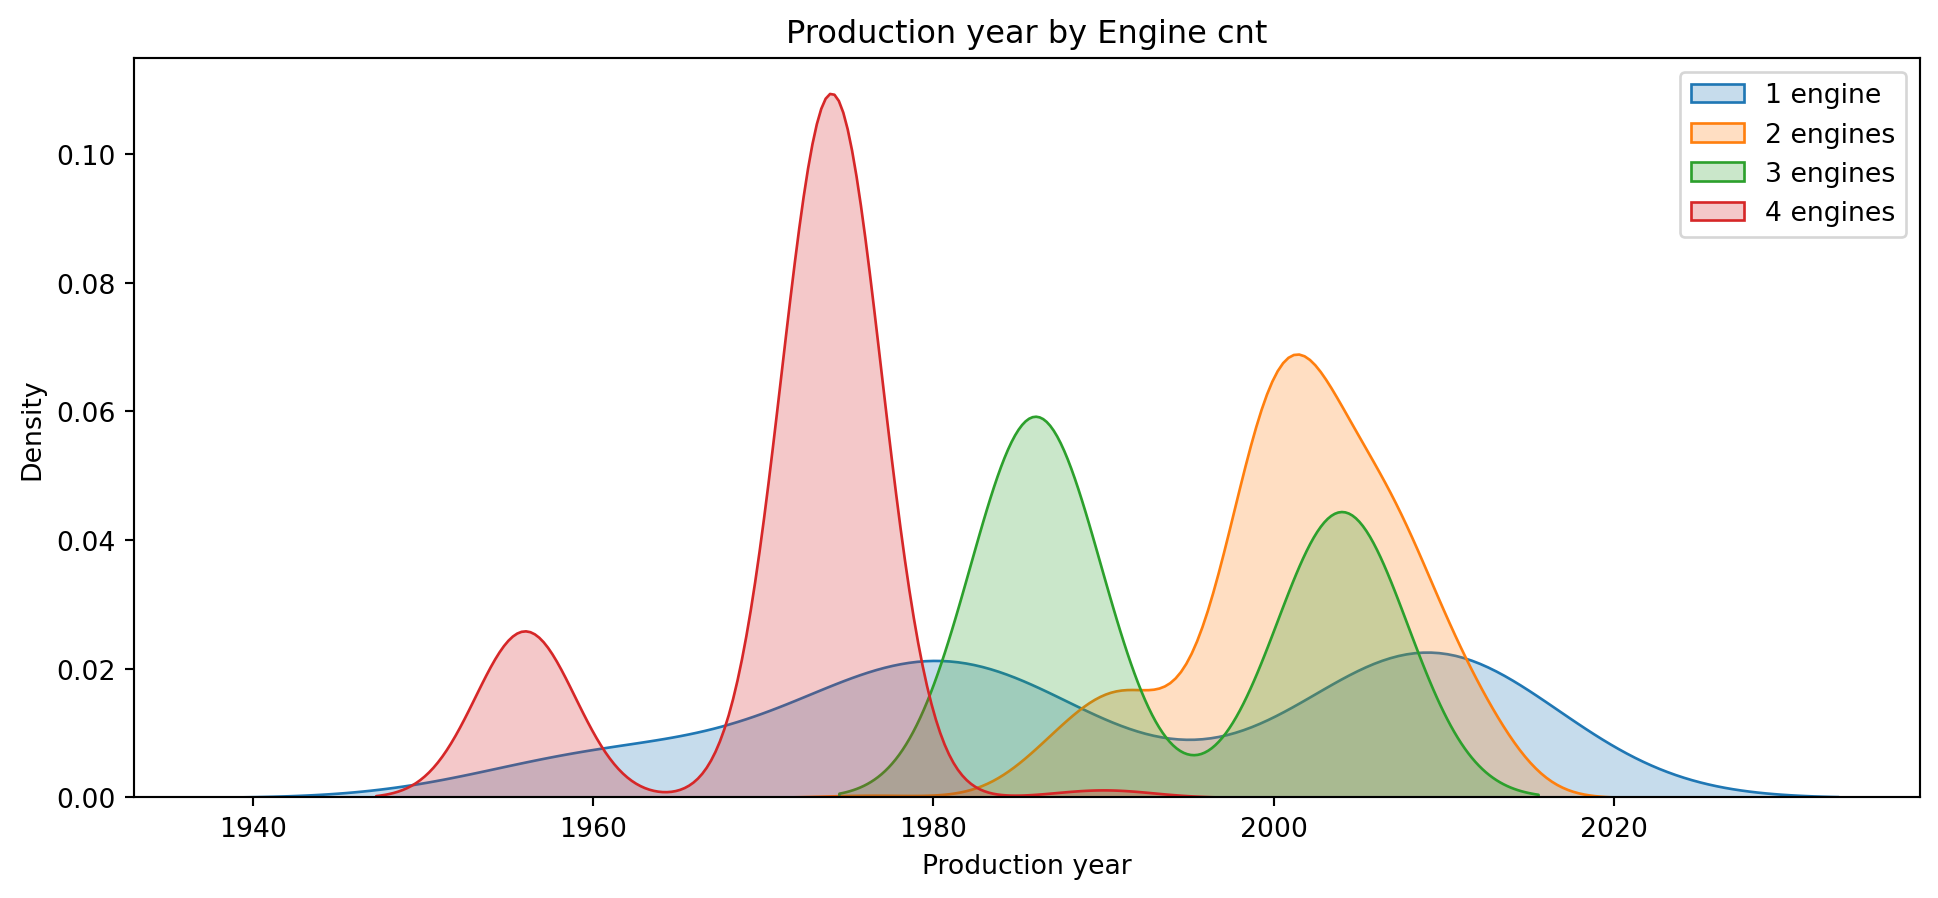 Production year by Engine cnt
1 engine
2 engines
3 engines
4 engines
Density
0.10
0.08
0.06
0.04
0.02
0.00
1940 1960 1980 2000 2020
Production year